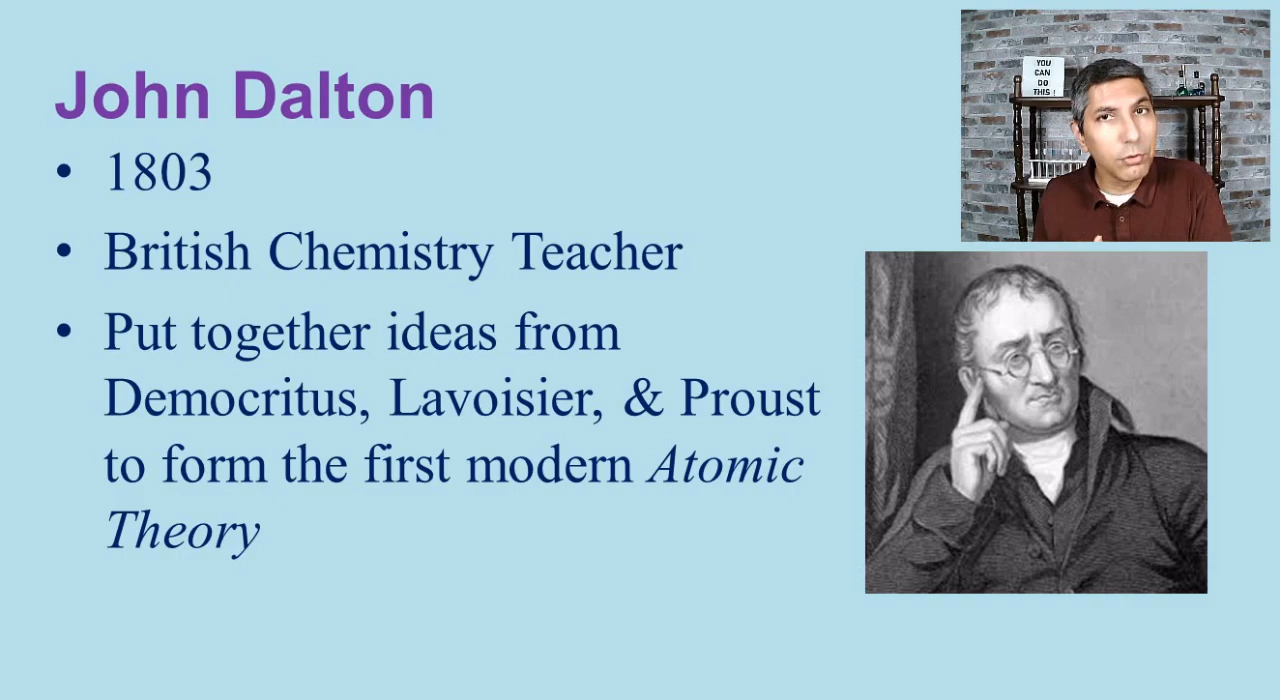 John Dalton
• 1803
• British Chemistry Teacher
• Put together ideas from
Democritus, Lavoisier, & Proust
to form the first modern Atomic
Theory
YOU
CAN
DO
THIS !